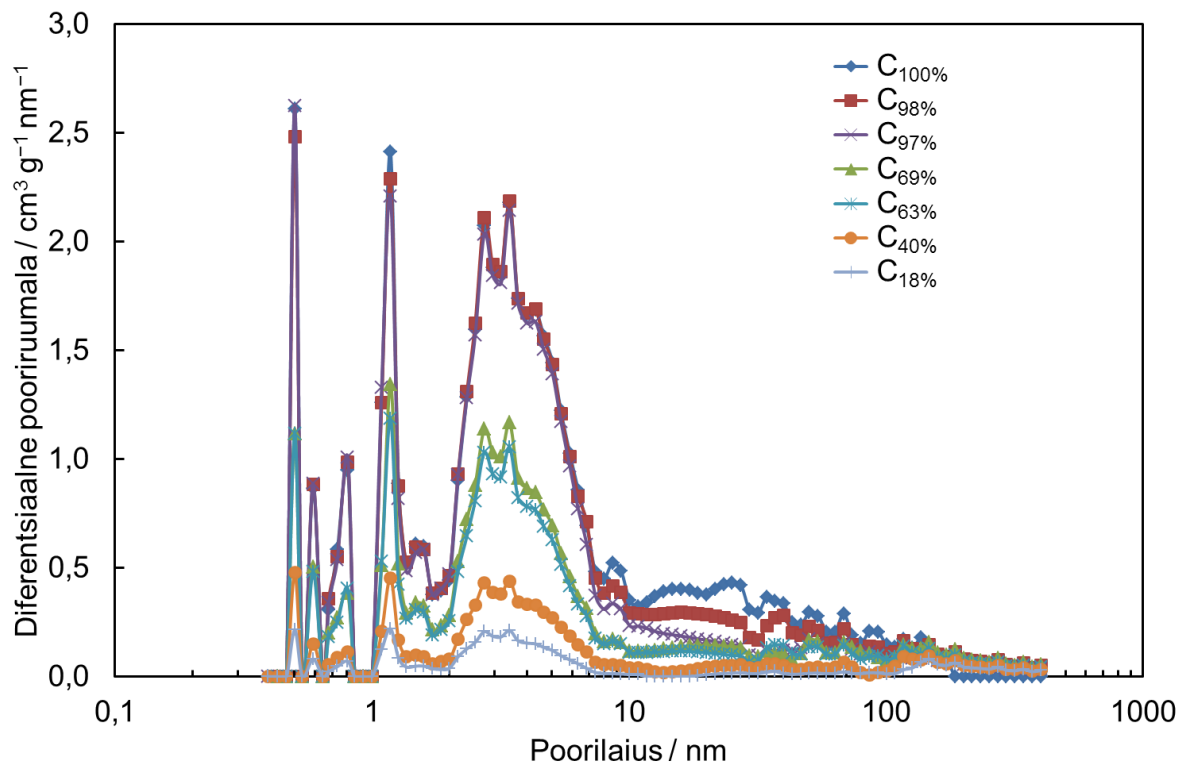 3,0
2,5
2,0
1,5
1,0
0,5
0,0
0,1
1
10
100
1000
Diferentsiaalne pooriruumala / cm³ g⁻¹ nm⁻¹
Poorilaius / nm
C100%
C98%
C97%
C69%
C63%
C40%
C18%